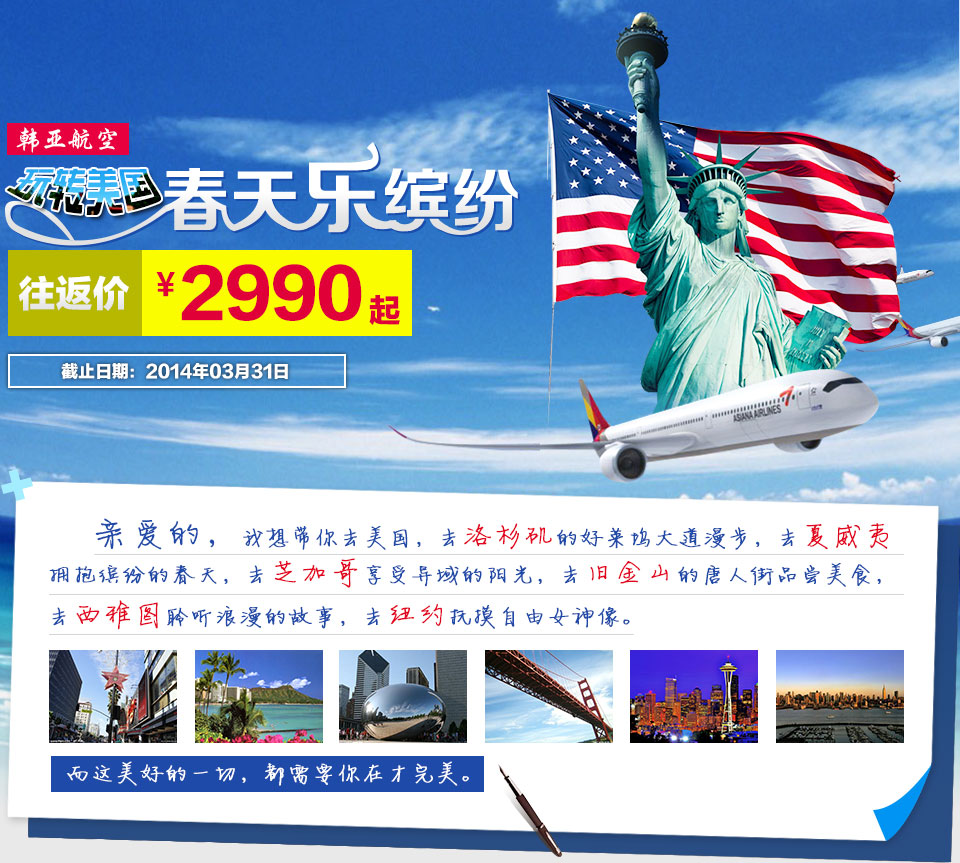 韩亚航空
玩转美国 春天乐缤纷
往返价 ¥2990起
截止日期：2014年03月31日
ASIANA AIRLINES
亲爱的，我想带你去美国，去洛杉矶的好莱坞大道漫步，去夏威夷
拥抱缤纷的春天，去芝加哥享受异域的阳光，去旧金山的唐人街品尝美食，
去西雅图聆听浪漫的故事，去纽约抚摸自由女神像。
而这美好的一切，都需要你在才完美。